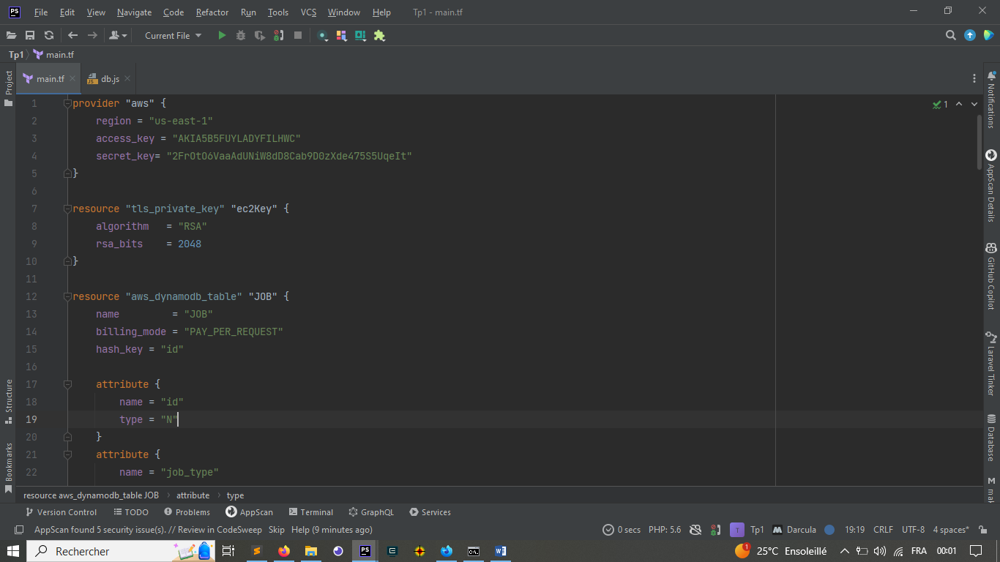 File Edit View Navigate Code Refactor Run Tools VCS Window Help Tp1 - main.tf
Current File
Tp1 main.tf
main.tf db.js
1 provider "aws" {
2 region = "us-east-1"
3 access_key = "AKIA5B5FUYLADYFILHWC"
4 secret_key=
5 }
6
7 resource "tls_private_key" "ec2Key" {
8 algorithm = "RSA"
9 rsa_bits = 2048
10 }
11
12 resource "aws_dynamodb_table" "JOB" {
13 name = "JOB"
14 billing_mode = "PAY_PER_REQUEST"
15 hash_key = "id"
16
17 attribute {
18 name = "id"
19 type = "N"
20 }
21 attribute {
22 name = "job_type"
1
Project
Structure
Bookmarks
Notifications
AppScan Details
GitHub Copilot
Laravel Tinker
Database
resource aws_dynamodb_table JOB attribute type
Version Control TODO Problems AppScan Terminal GraphQL Services
AppScan found 5 security issue(s). // Review in CodeSweep Skip Help (9 minutes ago) 0 secs PHP: 5.6 Tp1 Darcula 19:19 CRLF UTF-8 4 spaces*
Rechercher 25°C Ensoleillé FRA 00:01